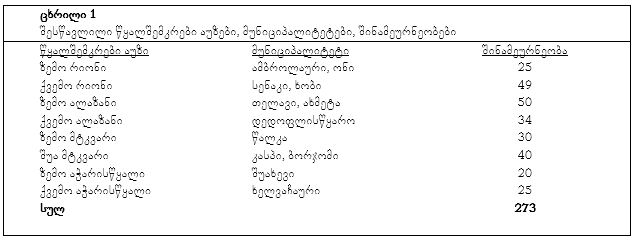 ცხრილი 1
შესწავლილი წყალშემკრები აუზები, მუნიციპალიტეტები, შინამეურნეობები
წყალშემკრები აუზი მუნიციპალიტეტი შინამეურნეობა
ზემო რიონი ამბროლაური, ონი 25
ქვემო რიონი სენაკი, ხობი 49
ზემო ალაზანი თელავი, ახმეტა 50
ქვემო ალაზანი დედოფლისწყარო 34
ზემო მტკვარი წალკა 30
შუა მტკვარი კასპი, ბორჯომი 40
ზემო აჭარისწყალი შუახევი 20
ქვემო აჭარისწყალი ხელვაჩაური 25
სულ 273